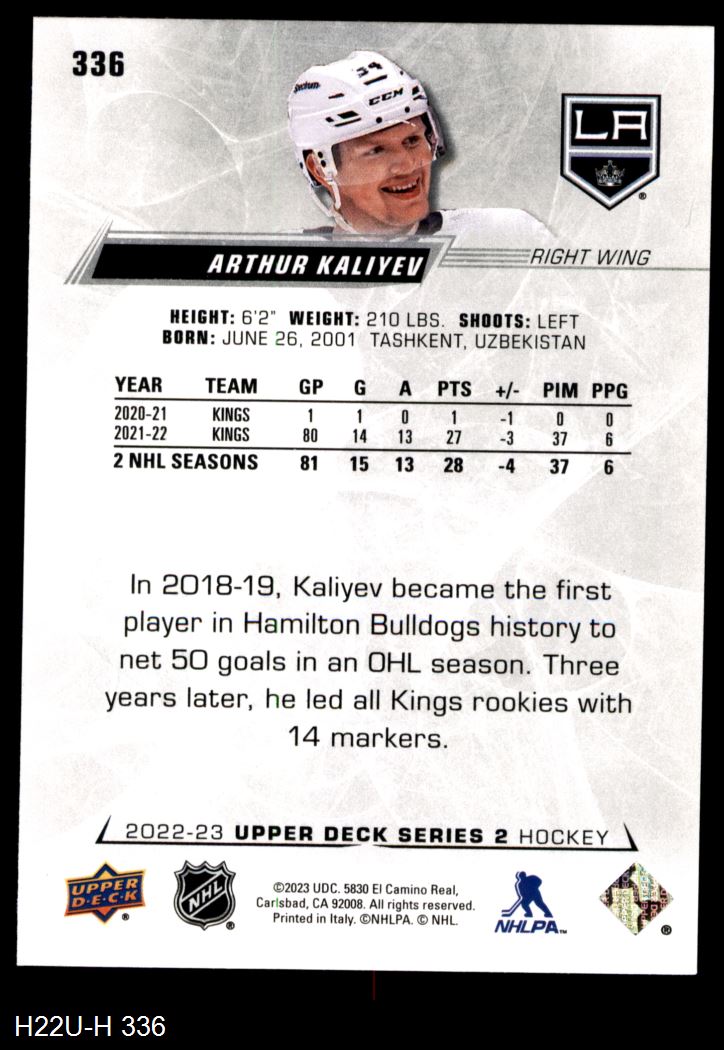 336
34
Spectrum
CCM
LA
®
ARTHUR KALIYEV
RIGHT WING
HEIGHT: 6'2" WEIGHT: 210 LBS. SHOOTS: LEFT
BORN: JUNE 26, 2001 TASHKENT, UZBEKISTAN
YEAR TEAM GP G A PTS +/- PIM PPG
2020-21 KINGS 1 1 0 1 -1 0 0
2021-22 KINGS 80 14 13 27 -3 37 6
2 NHL SEASONS 81 15 13 28 -4 37 6
In 2018-19, Kaliyev became the first
player in Hamilton Bulldogs history to
net 50 goals in an OHL season. Three
years later, he led all Kings rookies with
14 markers.
2022-23 UPPER DECK SERIES 2 HOCKEY
UPPER
D·E·C·K ®
NHL ®
©2023 UDC. 5830 El Camino Real,
Carlsbad, CA 92008. All rights reserved.
Printed in Italy. ©NHLPA. © NHL.
NHLPA™
®
H22U-H 336